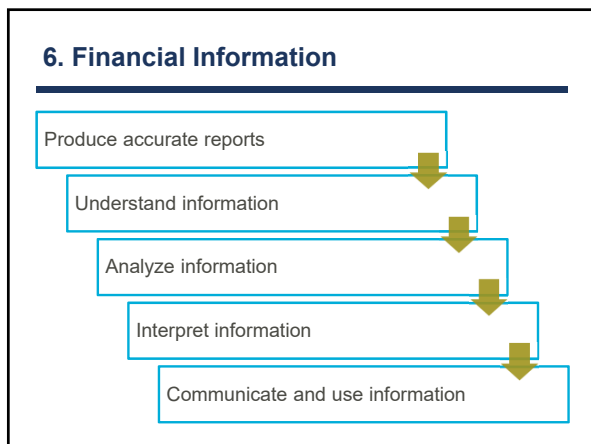 6. Financial Information
Produce accurate reports
Understand information
Analyze information
Interpret information
Communicate and use information